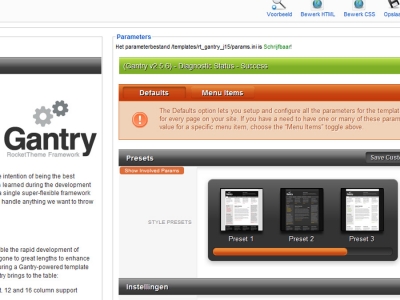 Voorbeeld
Bewerk HTML
Bewerk CSS
Opslaa
Parameters
Het parameterbestand /templates/rt_gantry_j15/params.ini is Schrijfbaar!
(Gantry v2.5.6) - Diagnostic Status - Success
Defaults
Menu Items
The Defaults option lets you setup and configure all the parameters for the templat
for every page on your site. If you have a need to have one or many of these param
value for a specific menu item, choose the "Menu Items" toggle above.
Gantry
RocketTheme Framework
e intention of being the best
s learned during the development
a single super-flexible framework
handle anything we want to throw
ble the rapid development of
gone to great lengths to enhance
aring a Gantry-powered template
try brings to the table:
t, 12 and 16 column support
Presets
Save Custo
Show Involved Params
STYLE PRESETS
Preset 1
Preset 2
Preset 3
Instellingen